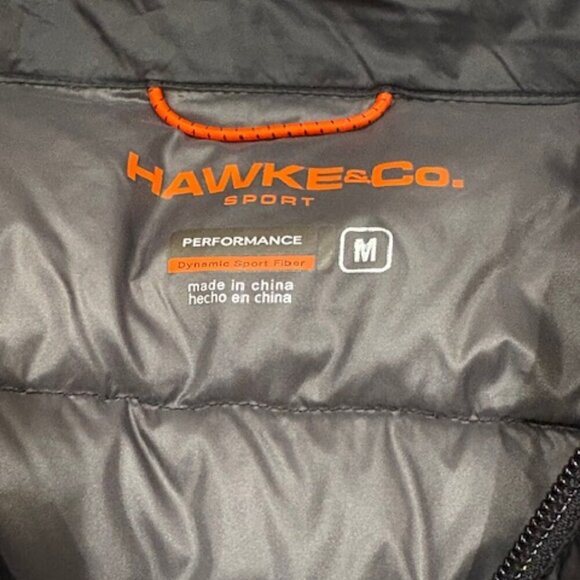 HAWKE&CO.
SPORT
PERFORMANCE
M
Dynamic Sport Fiber
made in china
hecho en china